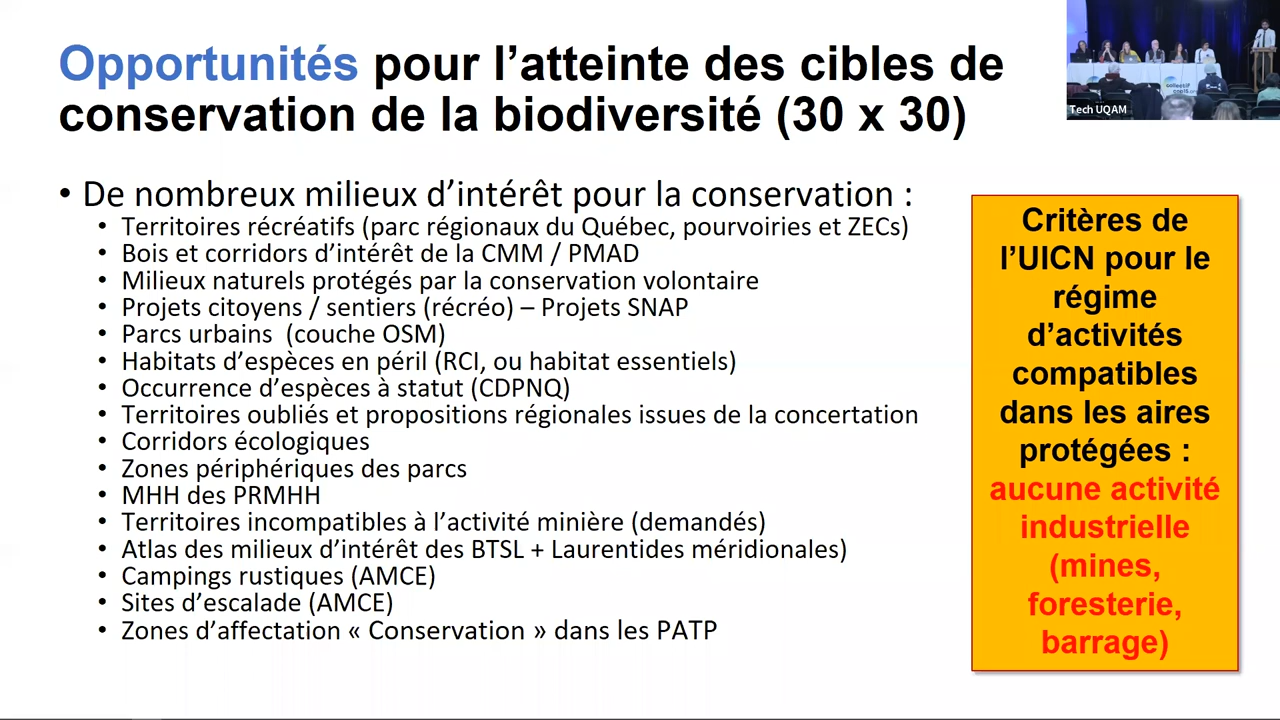 Opportunités pour l’atteinte des cibles de
conservation de la biodiversité (30 x 30)
Tech UQAM
collectif
• De nombreux milieux d’intérêt pour la conservation :
• Territoires récréatifs (parc régionaux du Québec, pourvoiries et ZECs)
• Bois et corridors d’intérêt de la CMM / PMAD
• Milieux naturels protégés par la conservation volontaire
• Projets citoyens / sentiers (récréo) – Projets SNAP
• Parcs urbains (couche OSM)
• Habitats d’espèces en péril (RCI, ou habitat essentiels)
• Occurrence d’espèces à statut (CDPNQ)
• Territoires oubliés et propositions régionales issues de la concertation
• Corridors écologiques
• Zones périphériques des parcs
• MHH des PRMHH
• Territoires incompatibles à l’activité minière (demandés)
• Atlas des milieux d’intérêt des BTSL + Laurentides méridionales)
• Campings rustiques (AMCE)
• Sites d’escalade (AMCE)
• Zones d’affectation « Conservation » dans les PATP
Critères de
l’UICN pour le
régime
d’activités
compatibles
dans les aires
protégées :
aucune activité
industrielle
(mines,
foresterie,
barrage)